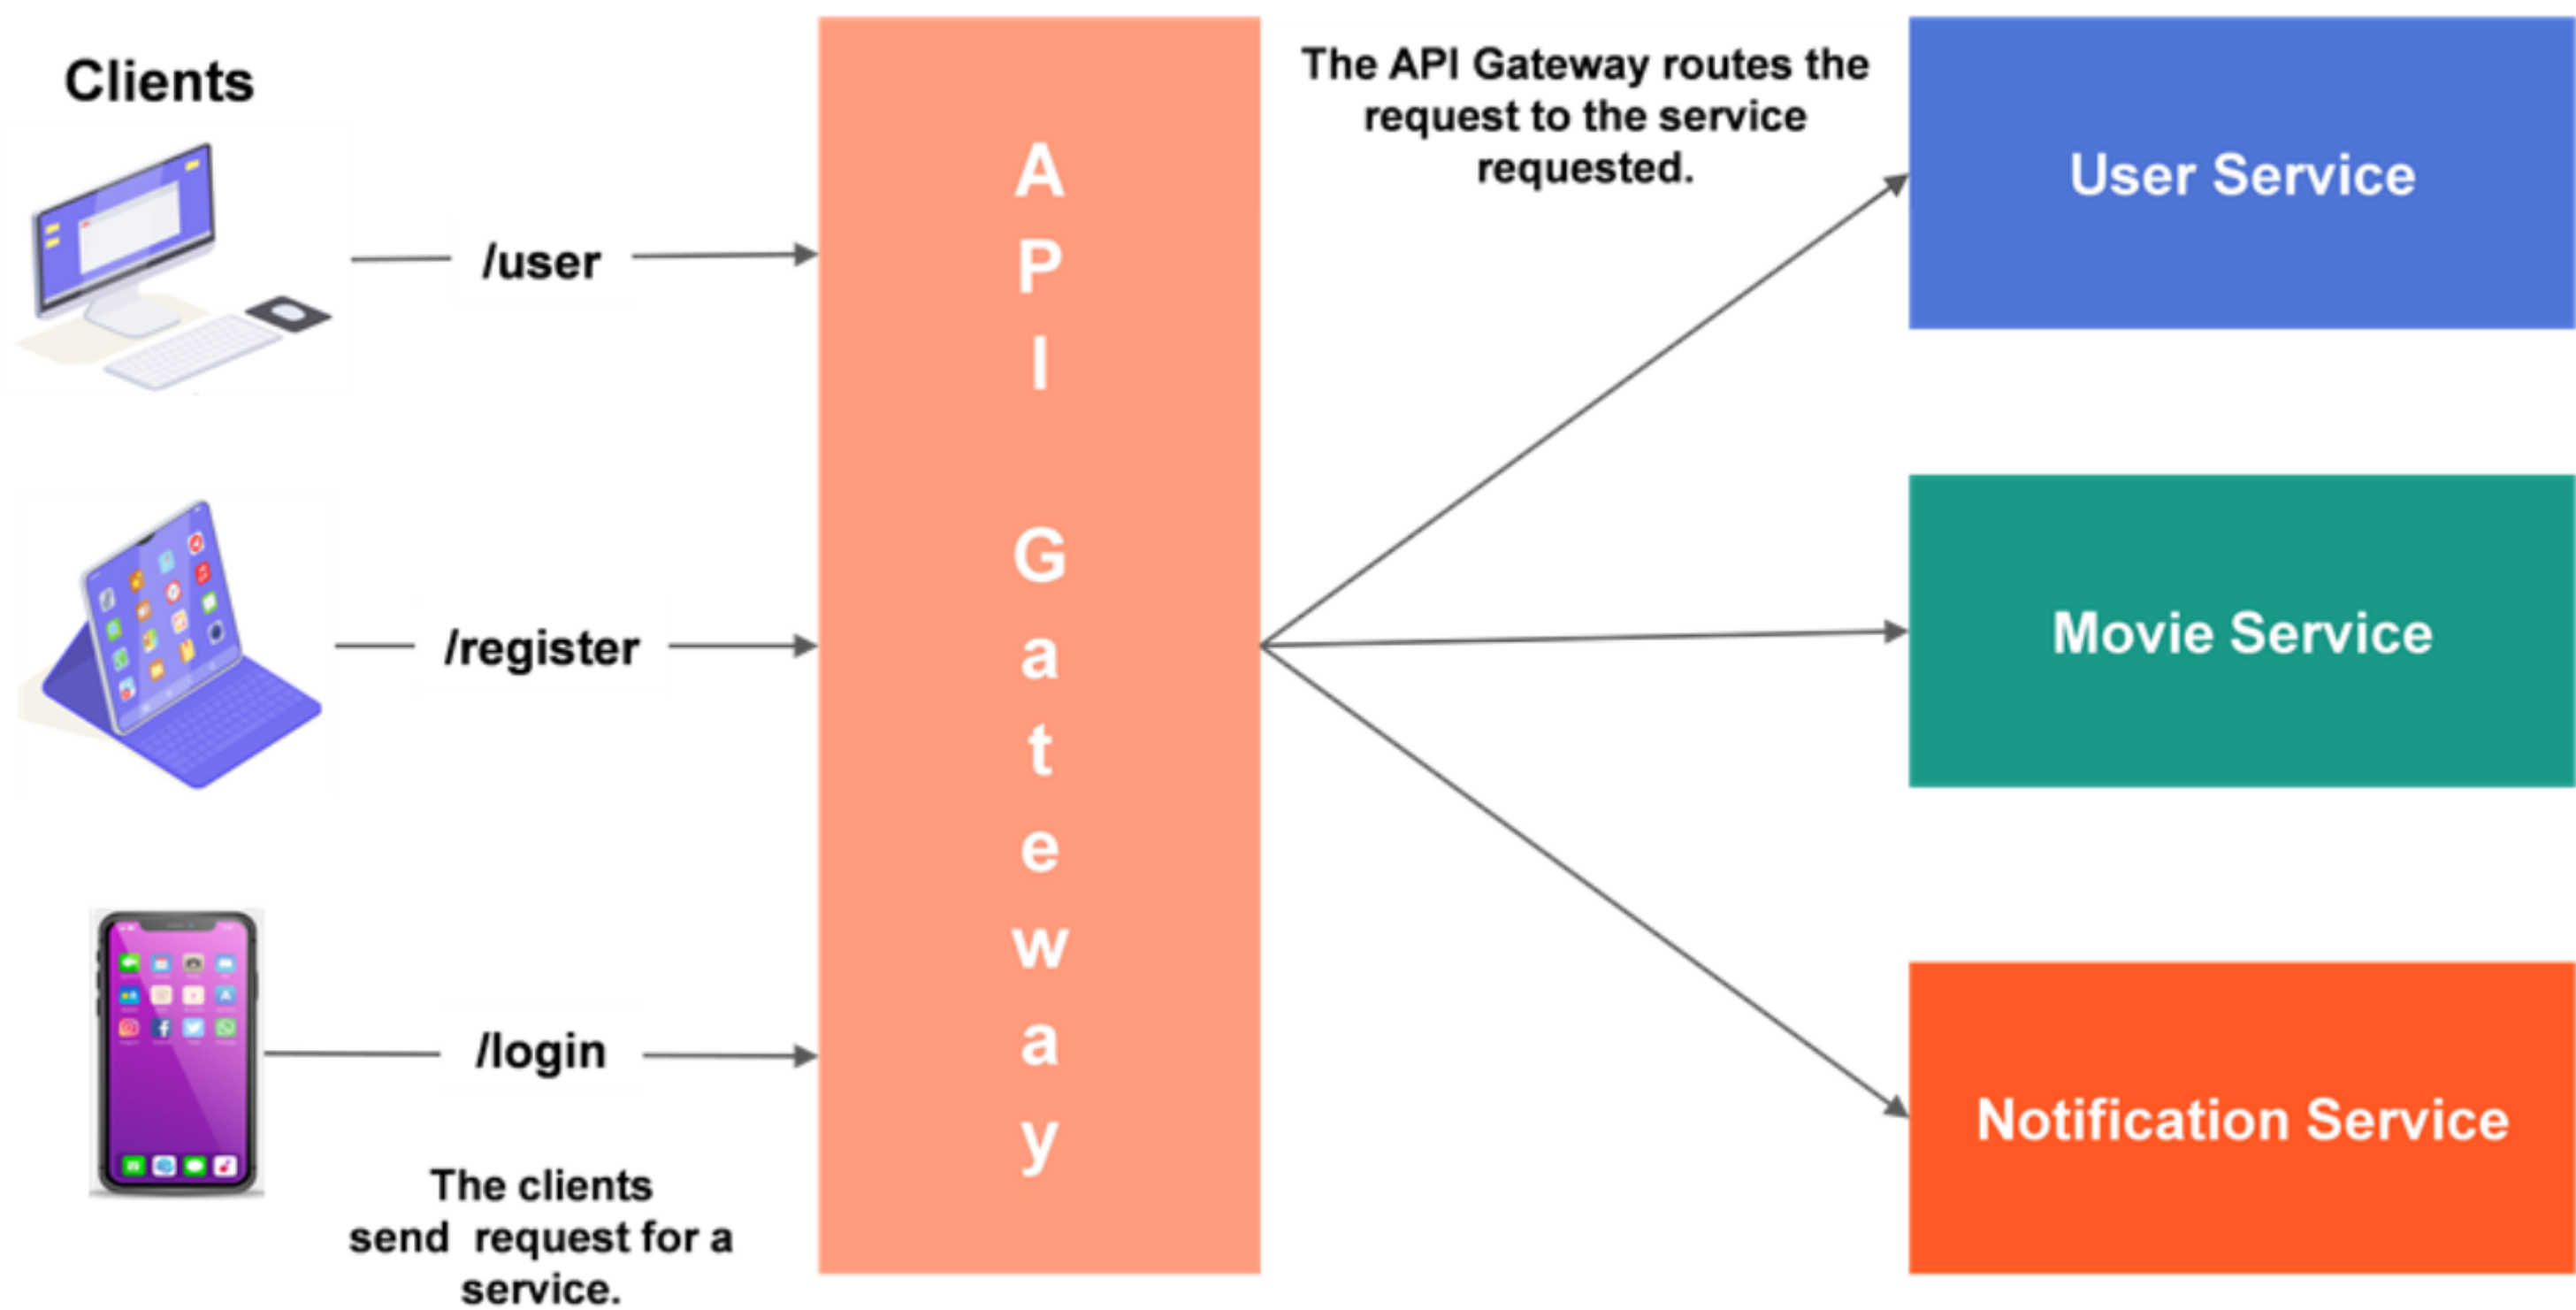 Clients
/user
/register
/login
The clients
send  request for a
service.
A
P
I
G
a
t
e
w
a
y
The API Gateway routes the
request to the service
requested.
User Service
Movie Service
Notification Service